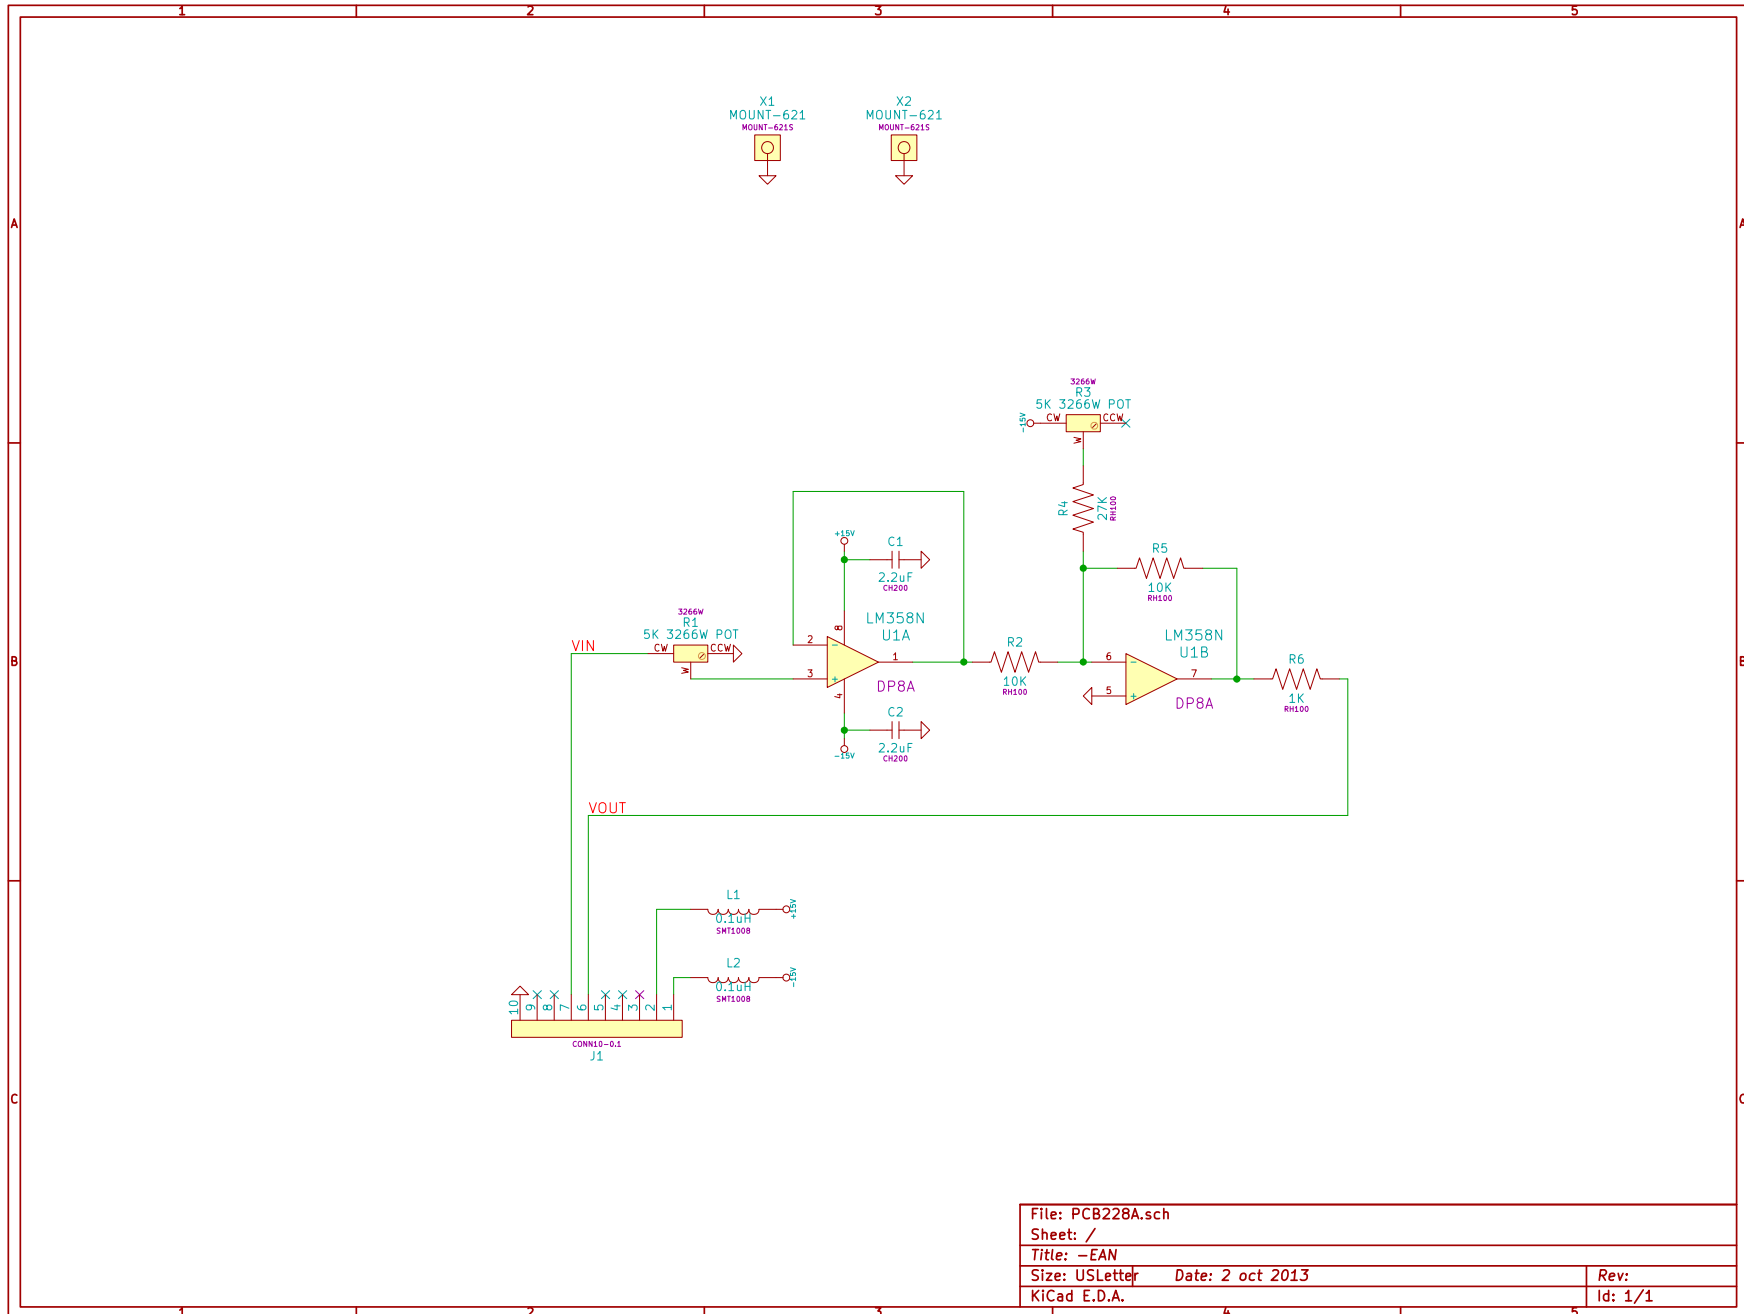 1 2 3 4 5
X1 X2
MOUNT-621 MOUNT-621
MOUNT-621S MOUNT-621S
A A
3266W
R3
5K 3266W POT
-15V CW CCW
W
R4 27K RH100
+15V C1
2.2uF
CH200
R5
10K
RH100
3266W
R1
5K 3266W POT
VIN CW CCW
W
8 LM358N
U1A
2 - 1
3 +
4 DP8A
R2
10K
RH100
LM358N
U1B
6 - 7
5 +
DP8A
R6
1K
RH100
B
C2
2.2uF
-15V CH200
VOUT
L1
0.1uH +15V
SMT1008
L2
0.1uH -15V
SMT1008
10 9 8 7 6 5 4 3 2 1
CONN10-0.1
J1
C
File: PCB228A.sch
Sheet: /
Title: -EAN
Size: USLetter Date: 2 oct 2013 Rev:
KiCad E.D.A. Id: 1/1
1 2 3 4 5